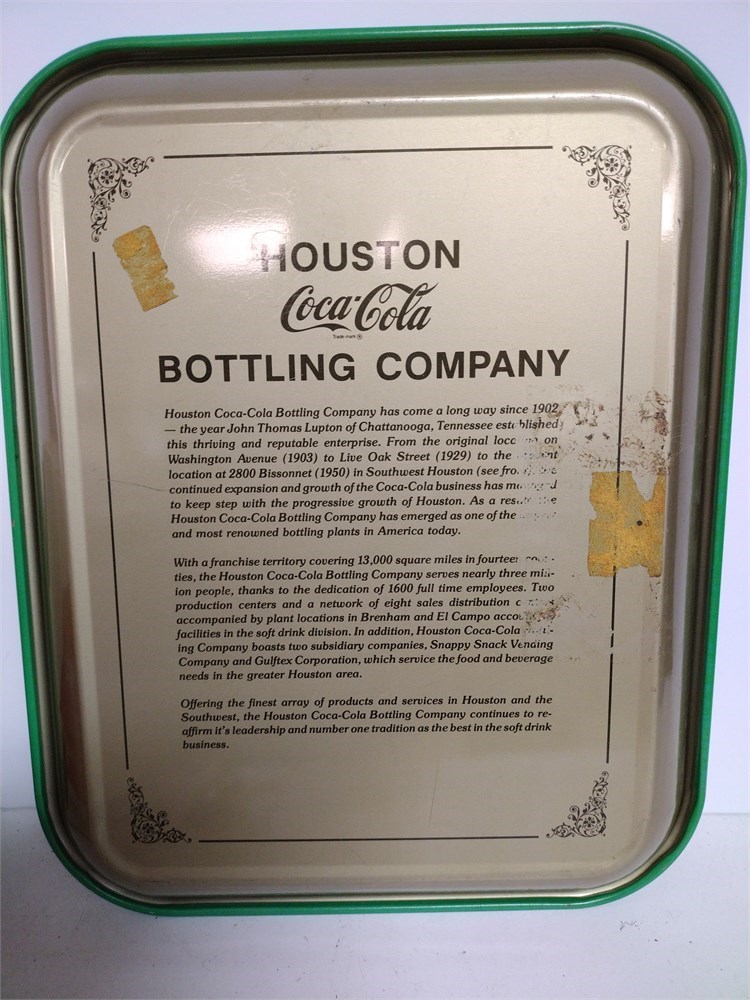 HOUSTON
Coca-Cola
Trade mark ®
BOTTLING COMPANY
Houston Coca-Cola Bottling Company has come a long way since 1902
— the year John Thomas Lupton of Chattanooga, Tennessee established
this thriving and reputable enterprise. From the original on
Washington Avenue (1903) to Live Oak Street (1929) to the
location at 2800 Bissonnet (1950) in Southwest Houston (see
continued expansion and growth of the Coca-Cola business has
to keep step with the progressive growth of Houston. As a
Houston Coca-Cola Bottling Company has emerged as one of the
and most renowned bottling plants in America today.
With a franchise territory covering 13,000 square miles in fourteen
ties, the Houston Coca-Cola Bottling Company serves nearly three mil-
ion people, thanks to the dedication of 1600 full time employees. Two
production centers and a network of eight sales distribution
accompanied by plant locations in Brenham and El Campo
facilities in the soft drink division. In addition, Houston Coca-Cola
ing Company boasts two subsidiary companies, Snappy Snack Vending
Company and Gulftex Corporation, which service the food and beverage
needs in the greater Houston area.
Offering the finest array of products and services in Houston and the
Southwest, the Houston Coca-Cola Bottling Company continues to re-
affirm it's leadership and number one tradition as the best in the soft drink
business.